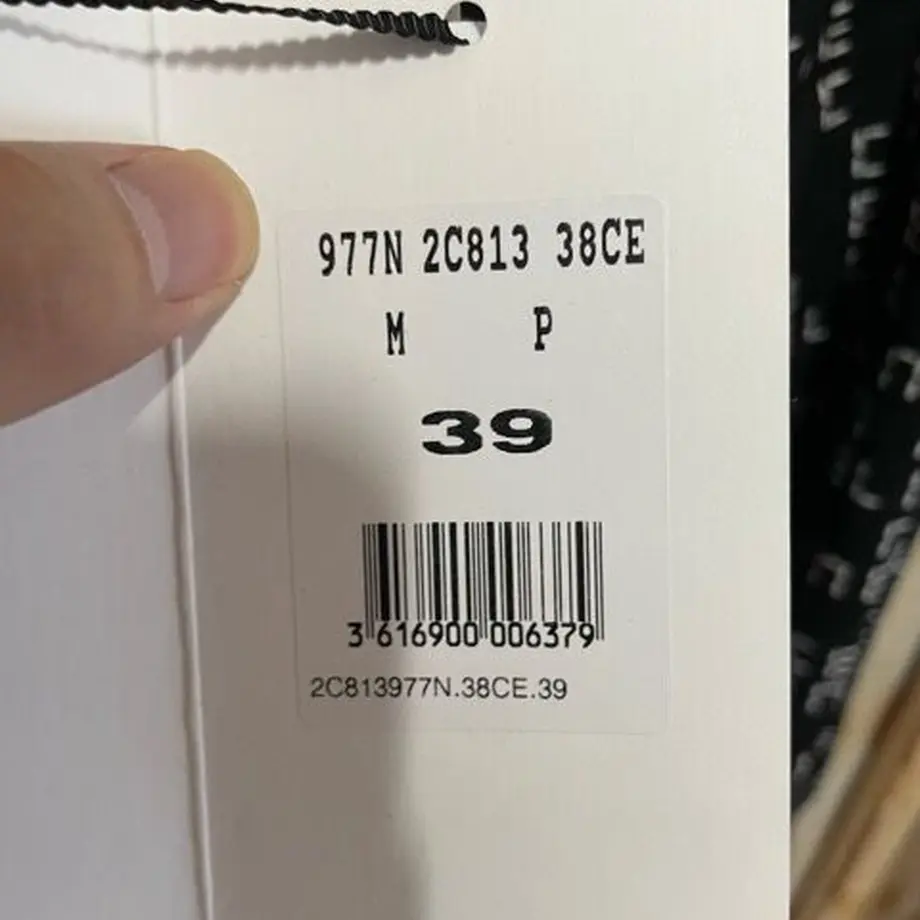 977N 2C813 38CE
M P
39
3 616900 006379
2C813977N.38CE.39